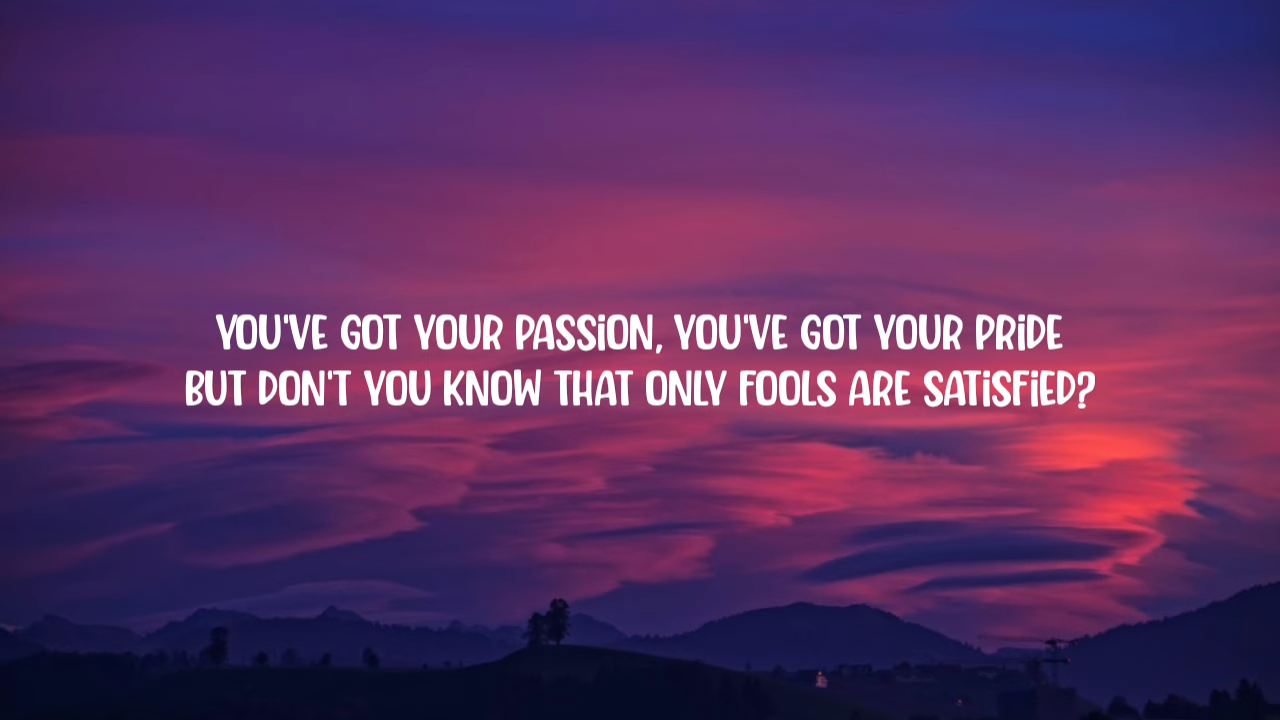 YOU'VE GOT YOUR PASSION, YOU'VE GOT YOUR PRIDE
BUT DON'T YOU KNOW THAT ONLY FOOLS ARE SATISFIED?